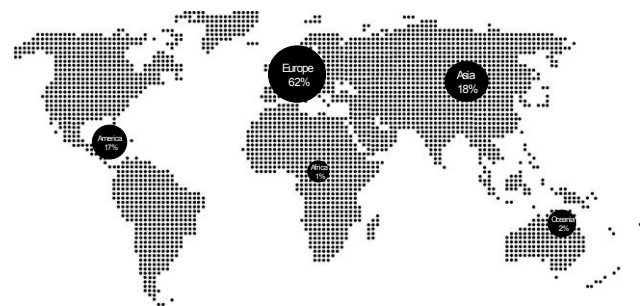 Europe
62%
Asia
18%
America
17%
Africa
1%
Oceania
2%